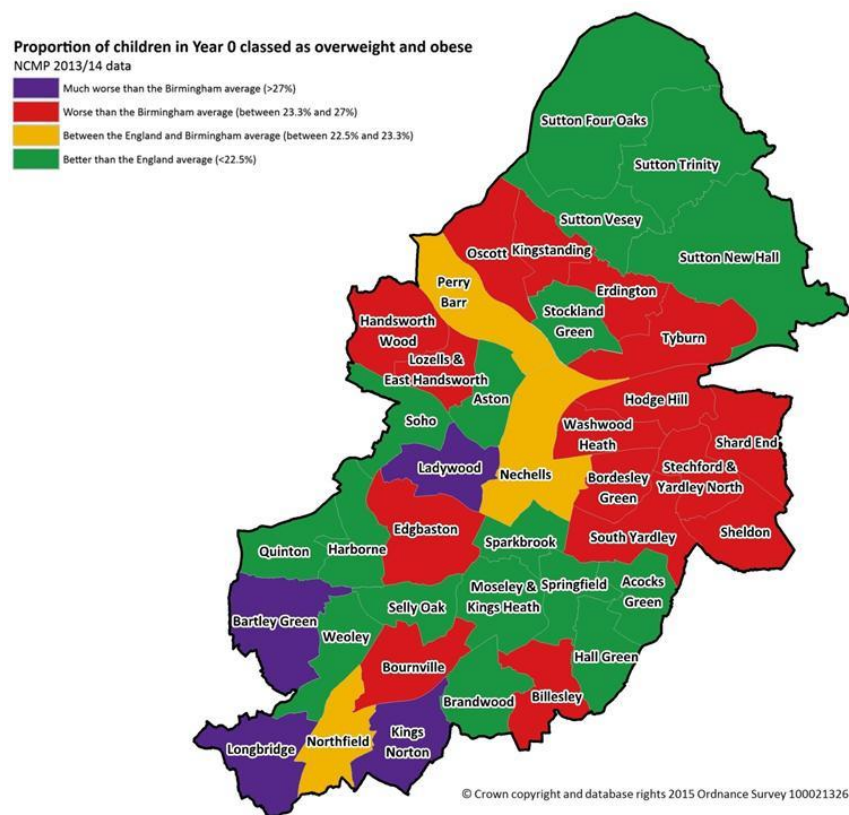 Proportion of children in Year 0 classed as overweight and obese
NCMP 2013/14 data
Much worse than the Birmingham average (>27%)
Worse than the Birmingham average (between 23.3% and 27%)
Between the England and Birmingham average (between 22.5% and 23.3%)
Better than the England average (<22.5%)
Sutton Four Oaks
Sutton Trinity
Sutton Vesey
Sutton New Hall
Oscott
Kingstanding
Perry
Barr
Erdington
Stockland
Green
Tyburn
Handsworth
Wood
Lozells &
East Handsworth
Aston
Hodge Hill
Soho
Washwood
Heath
Shard End
Ladywood
Nechells
Bordesley
Green
Stechford &
Yardley North
Edgbaston
South Yardley
Sheldon
Quinton
Harborne
Sparkbrook
Moseley &
Kings Heath
Springfield
Acocks
Green
Bartley Green
Selly Oak
Weoley
Hall Green
Bournville
Brandwood
Billesley
Longbridge
Northfield
Kings
Norton
© Crown copyright and database rights 2015 Ordnance Survey 100021326